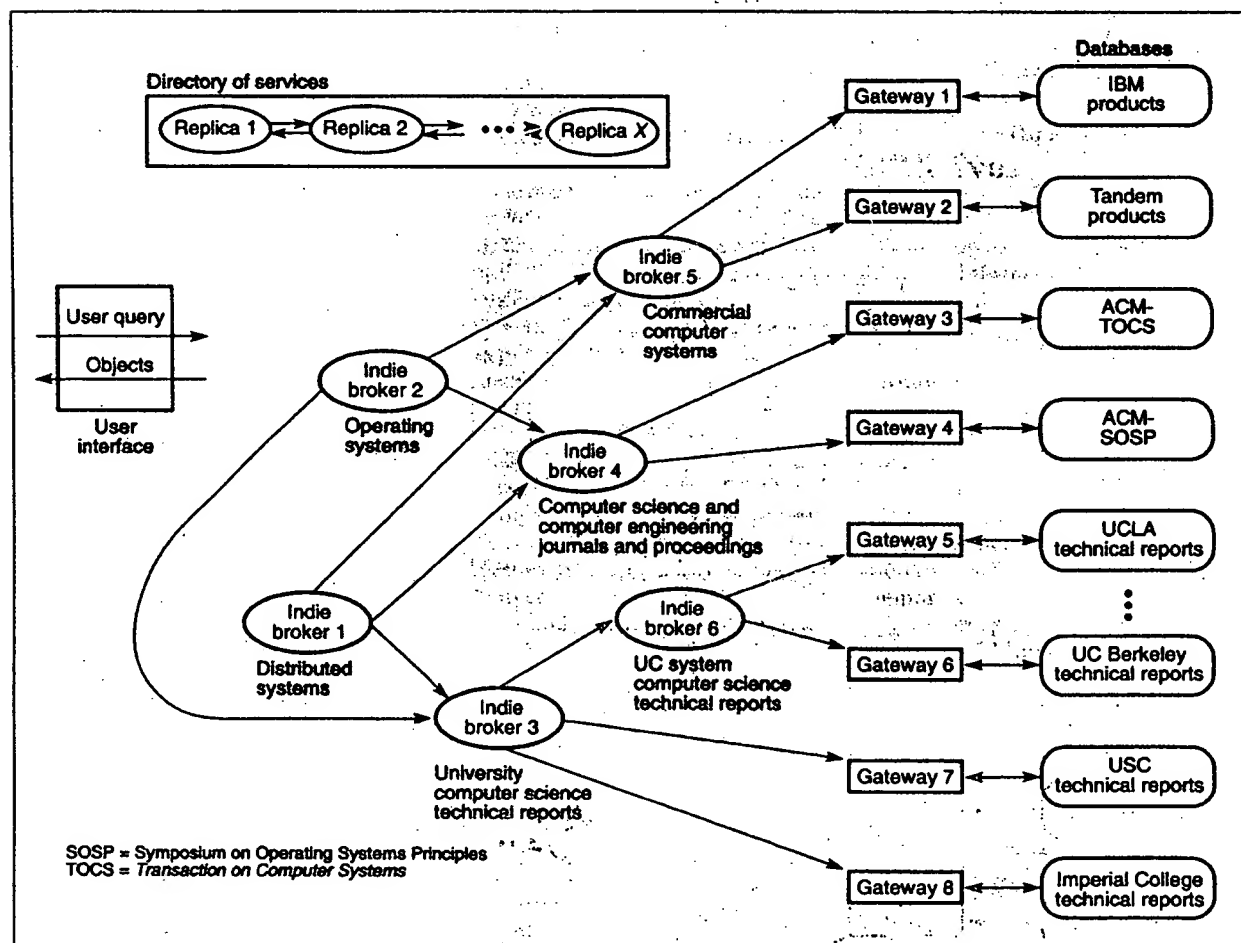 Directory of services
Replica 1
Replica 2
Replica X
User query
Objects
User
interface
Indie
broker 2
Operating
systems
Indie
broker 1
Distributed
systems
Indie
broker 5
Commercial
computer
systems
Indie
broker 4
Computer science and
computer engineering
journals and proceedings
Indie
broker 6
UC system
computer science
technical reports
Indie
broker 3
University
computer science
technical reports
Databases
Gateway 1
IBM
products
Gateway 2
Tandem
products
Gateway 3
ACM-
TOCS
Gateway 4
ACM-
SOSP
Gateway 5
UCLA
technical reports
Gateway 6
UC Berkeley
technical reports
Gateway 7
USC
technical reports
Gateway 8
Imperial College
technical reports
SOSP = Symposium on Operating Systems Principles
TOCS = Transaction on Computer Systems